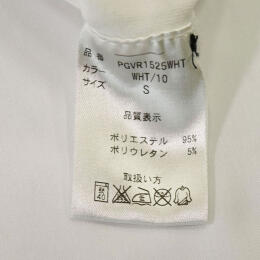 品番 PGVR152SWHT
カラー WHT/10
サイズ S
品質表示
ポリエステル 95%
ポリウレタン 5%
取扱い方
40